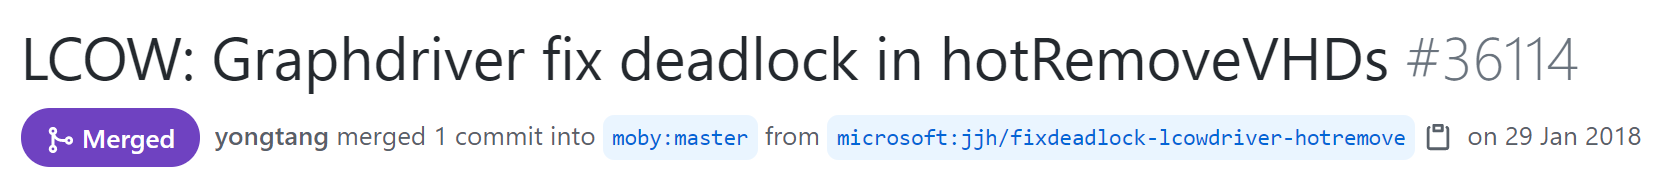 LCOW: Graphdriver fix deadlock in hotRemoveVHDs #36114
Merged yongtang merged 1 commit into moby:master from microsoft:jjh/fixdeadlock-lcowdriver-hotremove on 29 Jan 2018